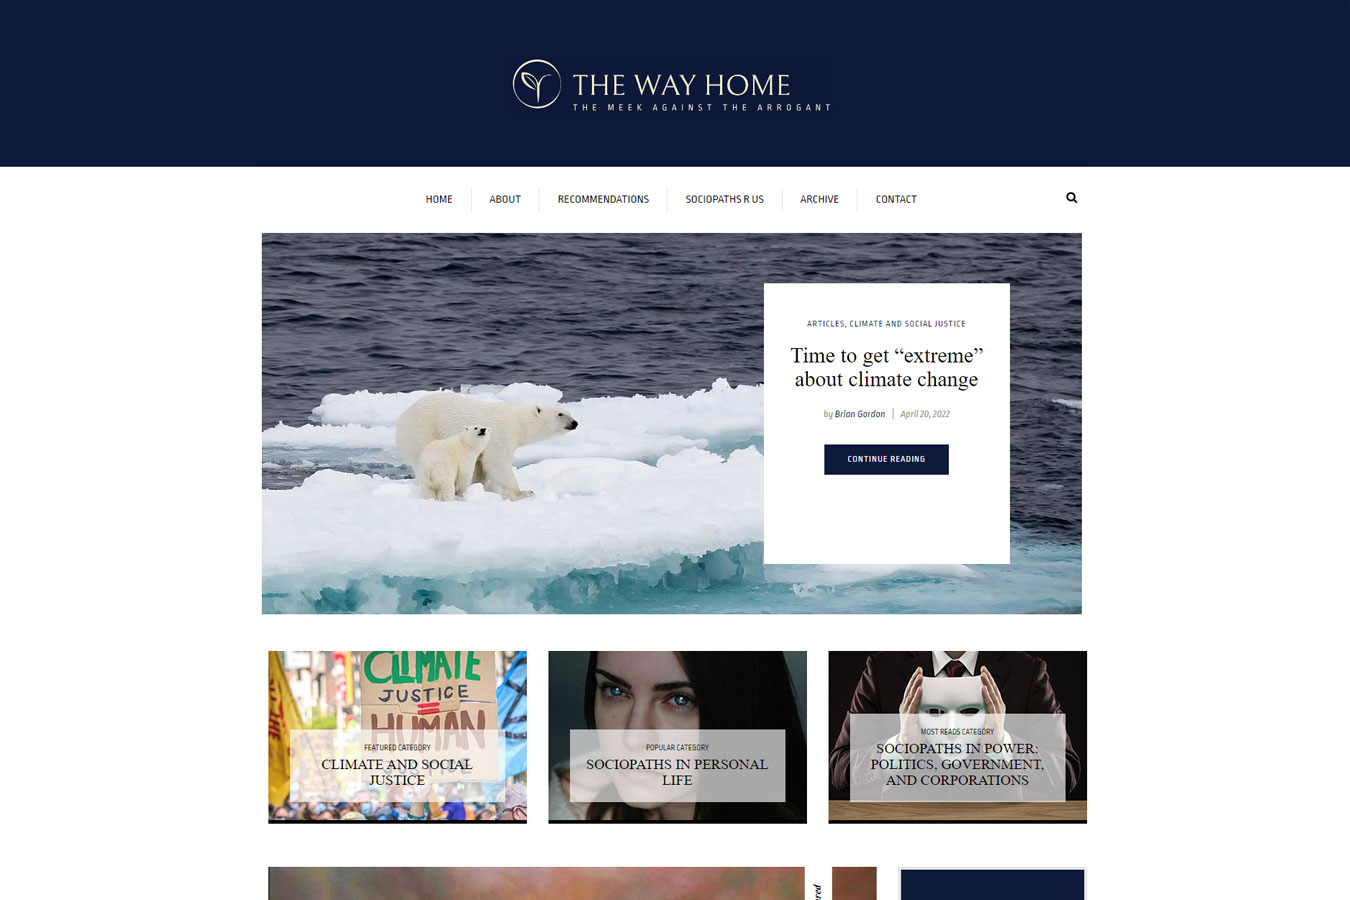 THE WAY HOME
THE MEEK AGAINST THE ARROGANT
HOME
ABOUT
RECOMMENDATIONS
SOCIOPATHS R US
ARCHIVE
CONTACT
ARTICLES, CLIMATE AND SOCIAL JUSTICE
Time to get “extreme”
about climate change
by Brian Gordon | April 20, 2022
CONTINUE READING
CLIMATE
JUSTICE
=
HUMAN
JUSTICE
FEATURED CATEGORY
CLIMATE AND SOCIAL
JUSTICE
POPULAR CATEGORY
SOCIOPATHS IN PERSONAL
LIFE
MOST READS CATEGORY
SOCIOPATHS IN POWER:
POLITICS, GOVERNMENT,
AND CORPORATIONS